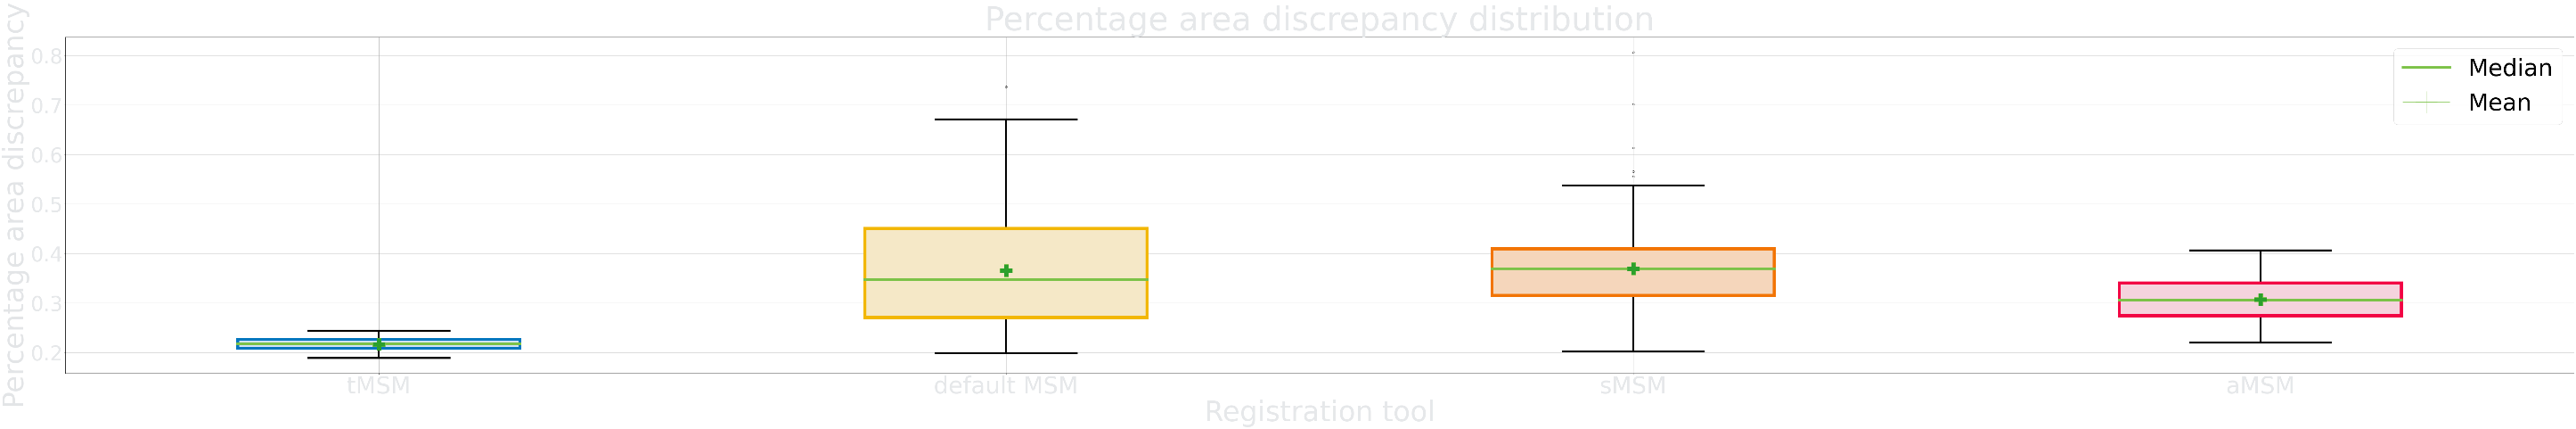 Percentage area discrepancy distribution
Percentage area discrepancy
0.8
0.7
0.6
0.5
0.4
0.3
0.2
Median
Mean
tMSM
default MSM
sMSM
aMSM
Registration tool